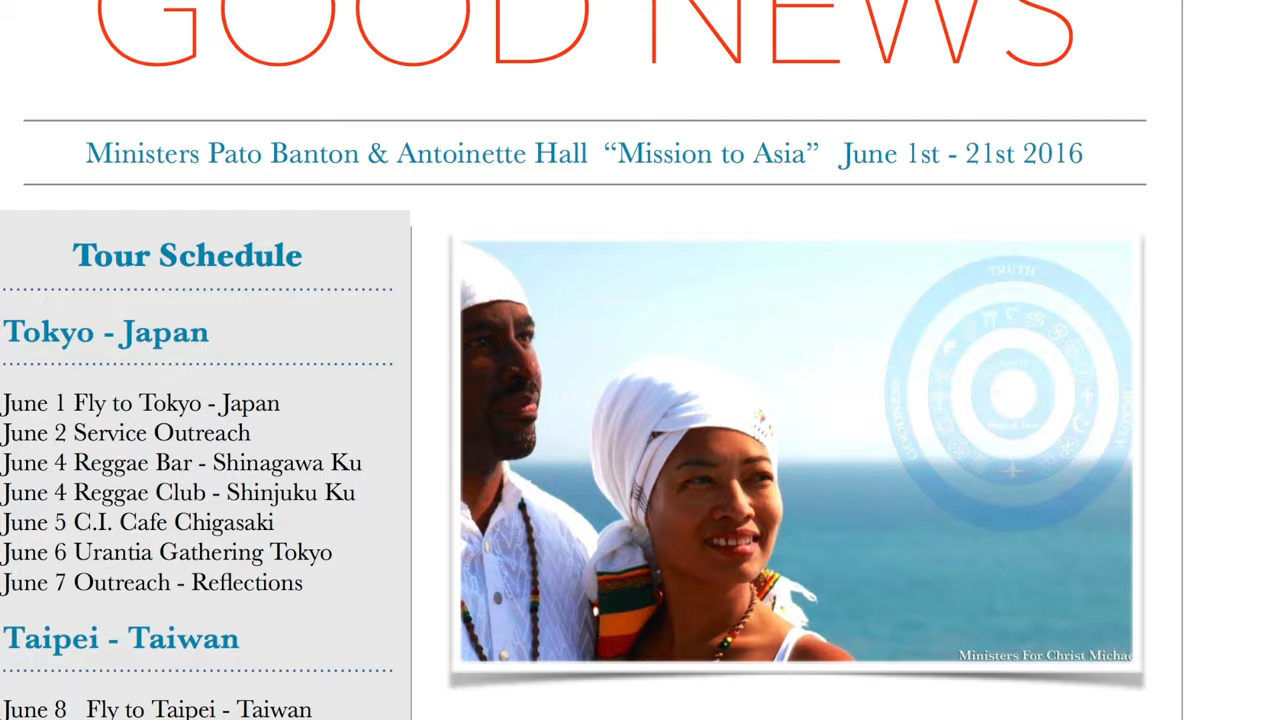 GOOD NEWS
Ministers Pato Banton & Antoinette Hall “Mission to Asia” June 1st - 21st 2016
Tour Schedule
Tokyo - Japan
June 1 Fly to Tokyo - Japan
June 2 Service Outreach
June 4 Reggae Bar - Shinagawa Ku
June 4 Reggae Club - Shinjuku Ku
June 5 C.I. Cafe Chigasaki
June 6 Urantia Gathering Tokyo
June 7 Outreach - Reflections
Taipei - Taiwan
June 8 Fly to Taipei - Taiwan
TRUTH
GOODNESS
BEAUTY
Ministers For Christ Michae